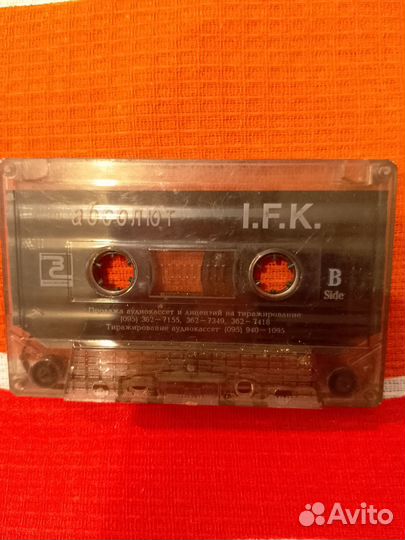 абсолют I.F.K.
B
Side
Продажа аудиокассет и лицензий на тиражирование
(095) 362-7155, 362-7349, 362-7418
Тиражирование аудиокассет (095) 940-1095
Avito